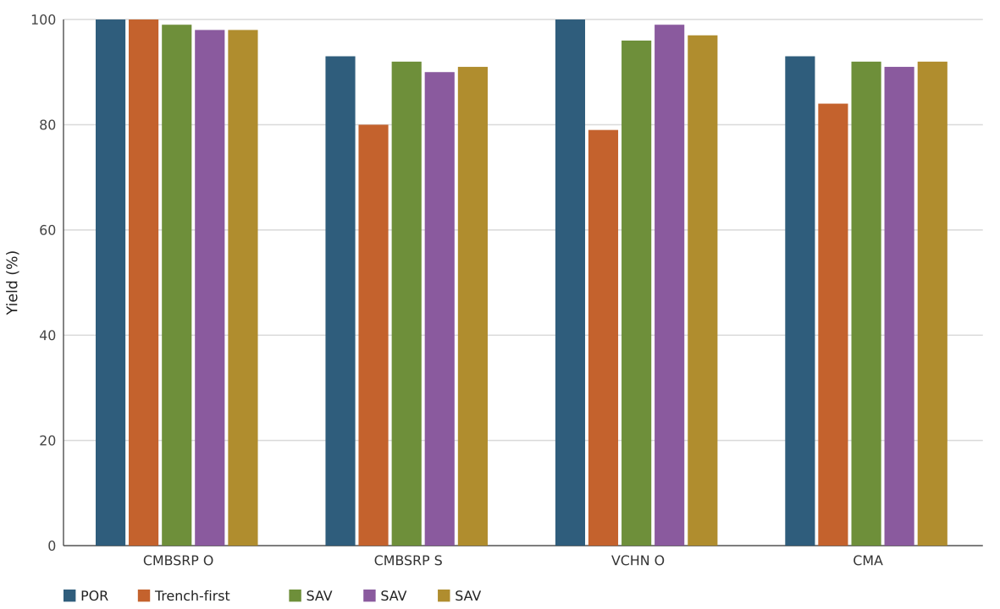 100
80
60
40
20
0
Yield (%)
CMBSRP O CMBSRP S VCHN O CMA
POR Trench-first SAV SAV SAV